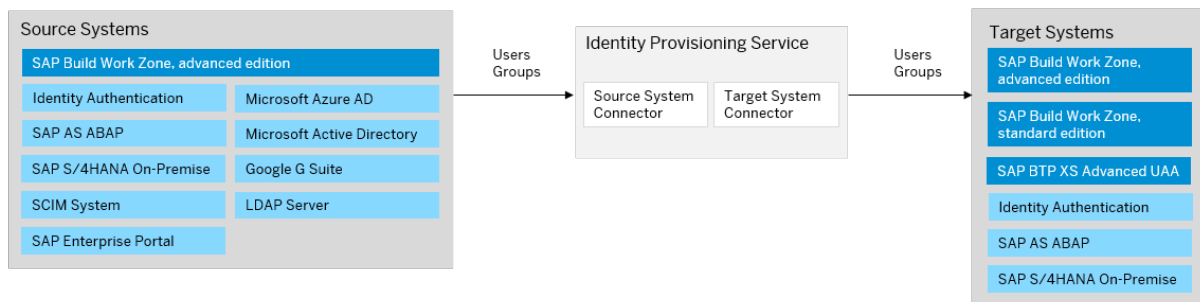 Source Systems
SAP Build Work Zone, advanced edition
Identity Authentication
Microsoft Azure AD
SAP AS ABAP
Microsoft Active Directory
SAP S/4HANA On-Premise
Google G Suite
SCIM System
LDAP Server
SAP Enterprise Portal
Users
Groups
Identity Provisioning Service
Source System
Connector
Target System
Connector
Users
Groups
Target Systems
SAP Build Work Zone,
advanced edition
SAP Build Work Zone,
standard edition
SAP BTP XS Advanced UAA
Identity Authentication
SAP AS ABAP
SAP S/4HANA On-Premise